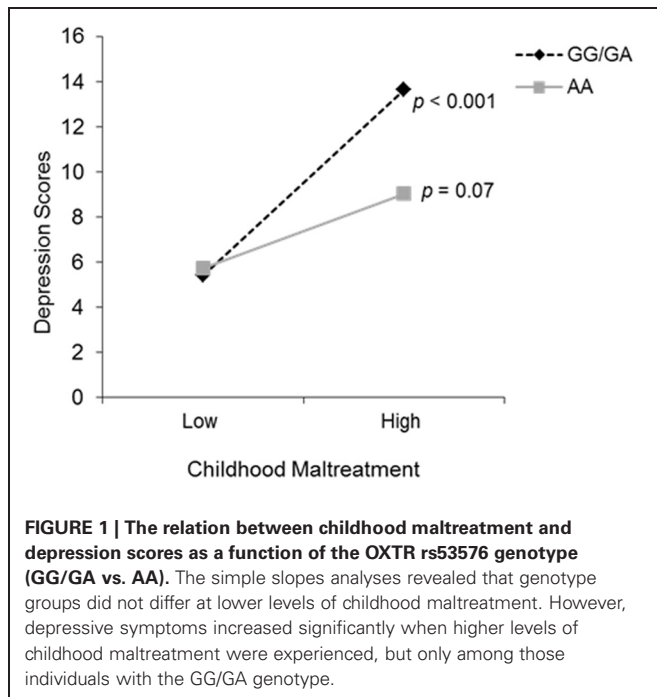 16
14
12
10
8
6
4
2
0
Depression Scores
GG/GA
AA
p < 0.001
p = 0.07
Low
High
Childhood Maltreatment
FIGURE 1 | The relation between childhood maltreatment and
depression scores as a function of the OXTR rs53576 genotype
(GG/GA vs. AA). The simple slopes analyses revealed that genotype
groups did not differ at lower levels of childhood maltreatment. However,
depressive symptoms increased significantly when higher levels of
childhood maltreatment were experienced, but only among those
individuals with the GG/GA genotype.